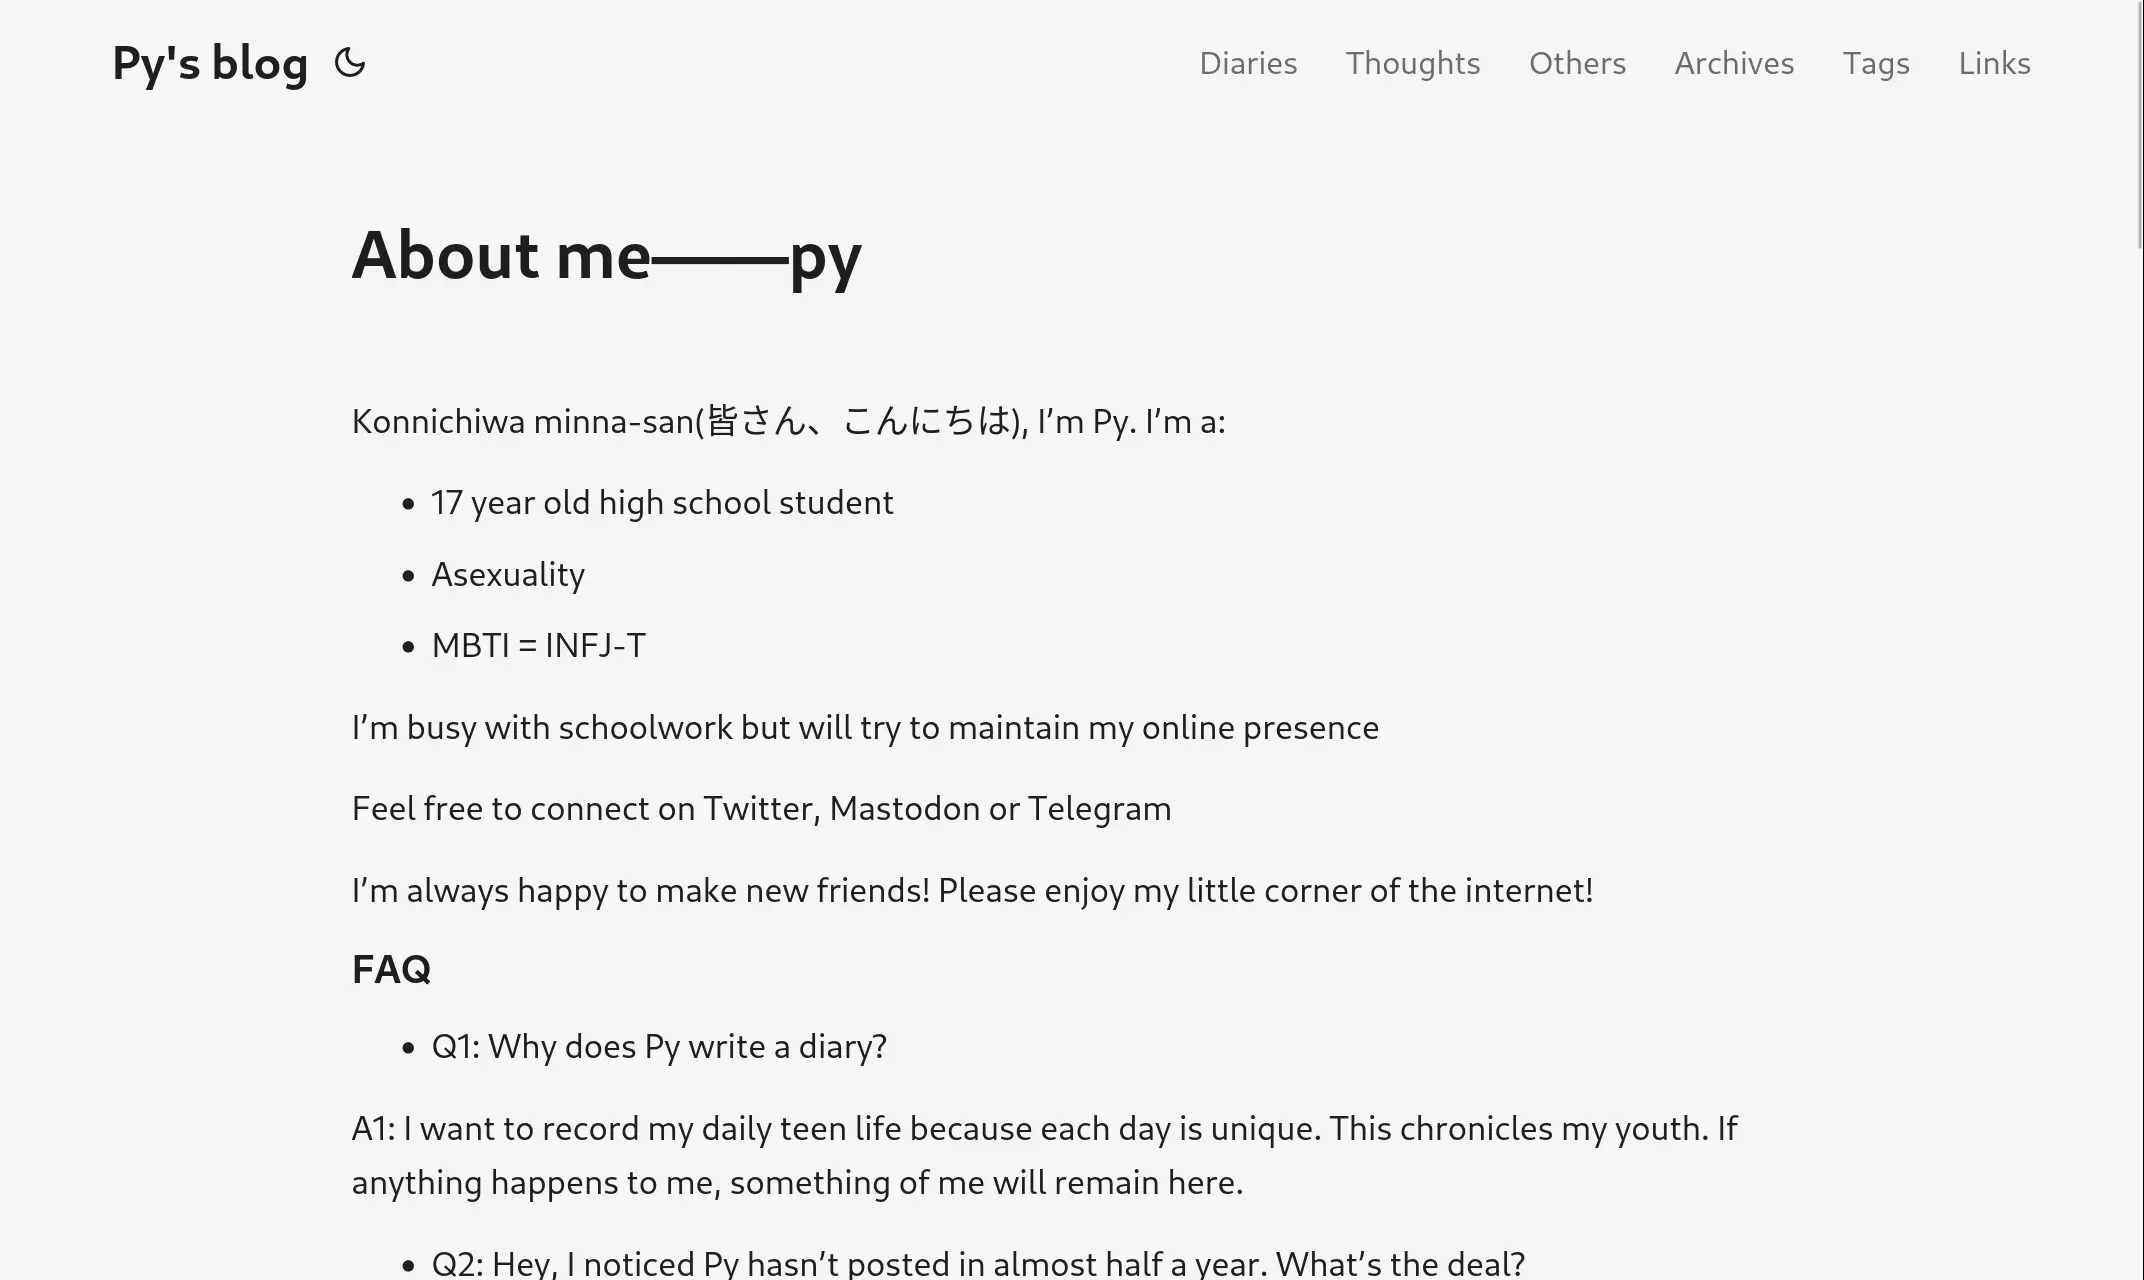 Py's blog
Diaries Thoughts Others Archives Tags Links
About me——py
Konnichiwa minna-san(皆さん、こんにちは), I’m Py. I’m a:
• 17 year old high school student
• Asexuality
• MBTI = INFJ-T
I’m busy with schoolwork but will try to maintain my online presence
Feel free to connect on Twitter, Mastodon or Telegram
I’m always happy to make new friends! Please enjoy my little corner of the internet!
FAQ
• Q1: Why does Py write a diary?
A1: I want to record my daily teen life because each day is unique. This chronicles my youth. If
anything happens to me, something of me will remain here.
• Q2: Hey, I noticed Py hasn’t posted in almost half a year. What’s the deal?